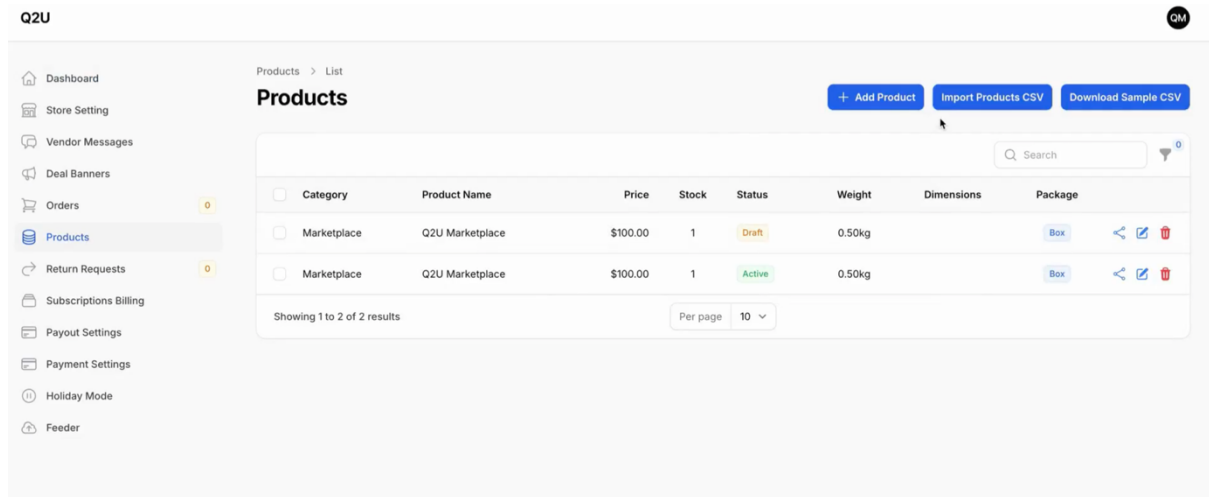 Q2U
QM
Dashboard
Store Setting
Vendor Messages
Deal Banners
Orders 0
Products
Return Requests 0
Subscriptions Billing
Payout Settings
Payment Settings
Holiday Mode
Feeder
Products > List
Products
+ Add Product Import Products CSV Download Sample CSV
Search 0
Category Product Name Price Stock Status Weight Dimensions Package
Marketplace Q2U Marketplace $100.00 1 Draft 0.50kg Box
Marketplace Q2U Marketplace $100.00 1 Active 0.50kg Box
Showing 1 to 2 of 2 results Per page 10